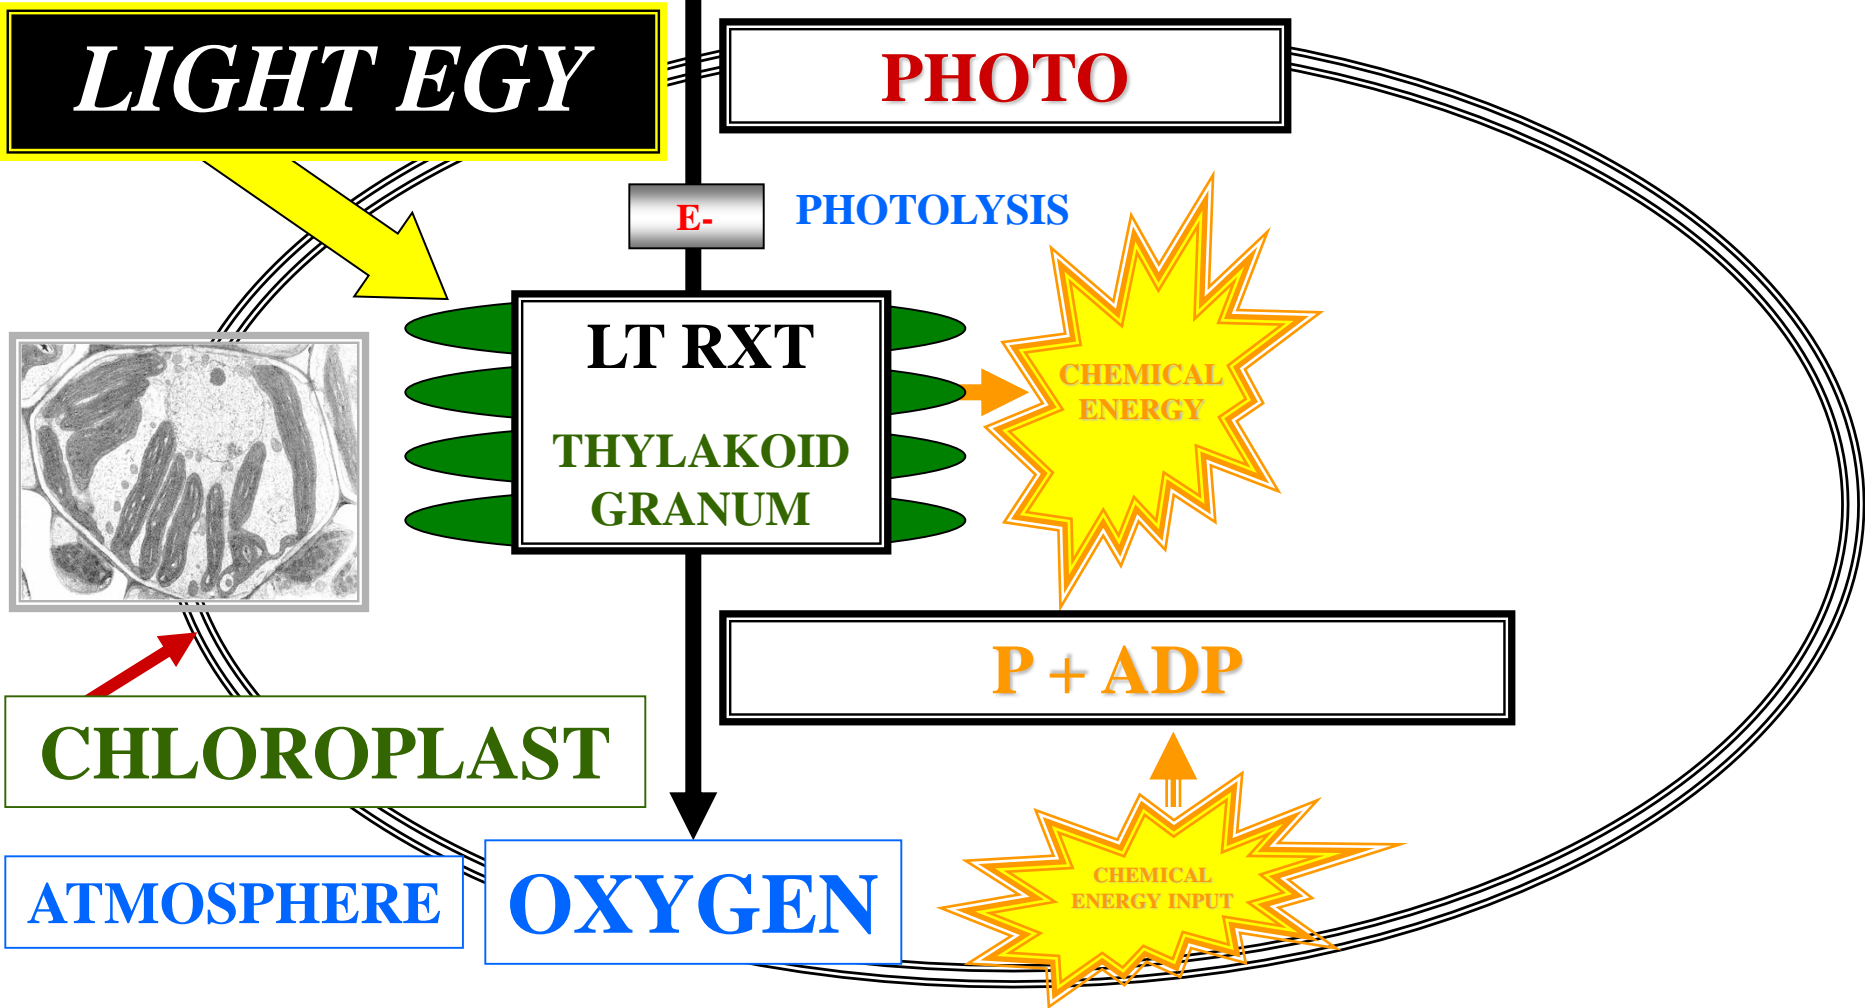 LIGHT EGY
PHOTO
E-
PHOTOLYSIS
LT RXT
THYLAKOID
GRANUM
CHEMICAL
ENERGY
P + ADP
CHLOROPLAST
ATMOSPHERE
OXYGEN
CHEMICAL
ENERGY INPUT